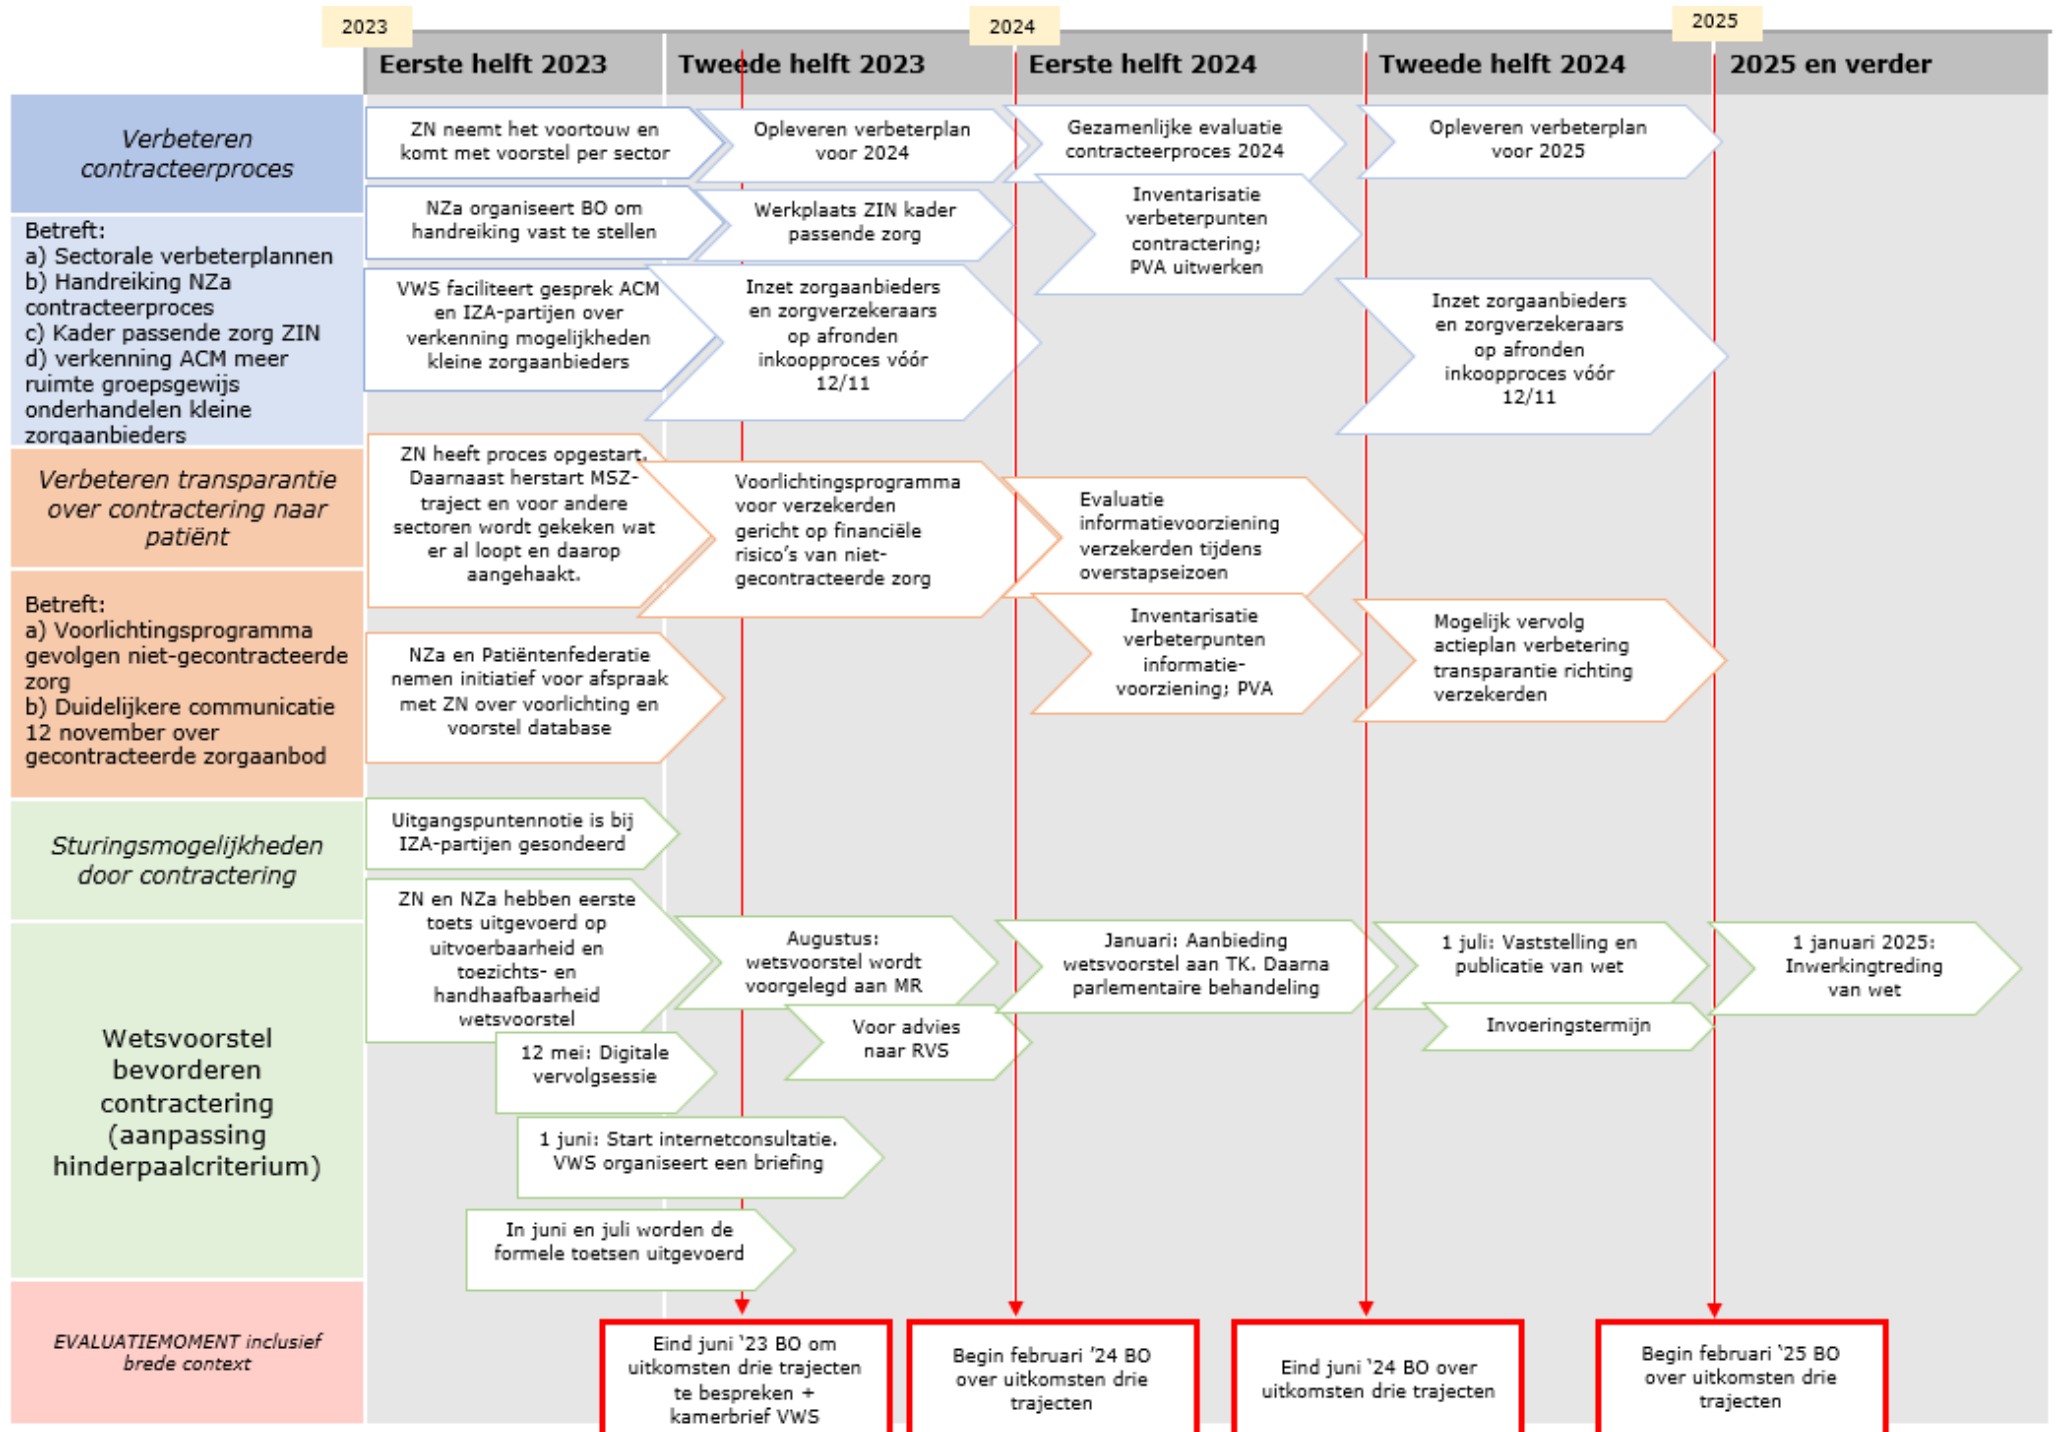 2023
2024
2025
Eerste helft 2023
Tweede helft 2023
Eerste helft 2024
Tweede helft 2024
2025 en verder
Verbeteren
contracteerproces
ZN neemt het voortouw en
komt met voorstel per sector
Opleveren verbeterplan
voor 2024
Gezamenlijke evaluatie
contracteerproces 2024
Opleveren verbeterplan
voor 2025
Betreft:
a) Sectorale verbeterplannen
b) Handreiking NZa
contracteerproces
c) Kader passende zorg ZIN
d) verkenning ACM meer
ruimte groepsgewijs
onderhandelen kleine
zorgaanbieders
NZa organiseert BO om
handreiking vast te stellen
Werkplaats ZIN kader
passende zorg
Inventarisatie
verbeterpunten
contractering;
PVA uitwerken
VWS faciliteert gesprek ACM
en IZA-partijen over
verkenning mogelijkheden
kleine zorgaanbieders
Inzet zorgaanbieders
en zorgverzekeraars
op afronden
inkoopproces vóór
12/11
Inzet zorgaanbieders
en zorgverzekeraars
op afronden
inkoopproces vóór
12/11
Verbeteren transparantie
over contractering naar
patiënt
ZN heeft proces opgestart.
Daarnaast herstart MSZ-
traject en voor andere
sectoren wordt gekeken wat
er al loopt en daarop
aangehaakt.
Voorlichtingsprogramma
voor verzekerden
gericht op financiële
risico's van niet-
gecontracteerde zorg
Evaluatie
informatievoorziening
verzekerden tijdens
overstapseizoen
Betreft:
a) Voorlichtingsprogramma
gevolgen niet-gecontracteerde
zorg
b) Duidelijkere communicatie
12 november over
gecontracteerde zorgaanbod
NZa en Patiëntenfederatie
nemen initiatief voor afspraak
met ZN over voorlichting en
voorstel database
Inventarisatie
verbeterpunten
informatie-
voorziening; PVA
Mogelijk vervolg
actieplan verbetering
transparantie richting
verzekerden
Sturingsmogelijkheden
door contractering
Uitgangspuntennotie is bij
IZA-partijen gesondeerd
Wetsvoorstel
bevorderen
contractering
(aanpassing
hinderpaalcriterium)
ZN en NZa hebben eerste
toets uitgevoerd op
uitvoerbaarheid en
toezichts- en
handhaafbaarheid
wetsvoorstel
Augustus:
wetsvoorstel wordt
voorgelegd aan MR
Januari: Aanbieding
wetsvoorstel aan TK. Daarna
parlementaire behandeling
1 juli: Vaststelling en
publicatie van wet
1 januari 2025:
Inwerkingtreding
van wet
Voor advies
naar RVS
Invoeringstermijn
12 mei: Digitale
vervolgsessie
1 juni: Start internetconsultatie.
VWS organiseert een briefing
In juni en juli worden de
formele toetsen uitgevoerd
EVALUATIEMOMENT inclusief
brede context
Eind juni '23 BO om
uitkomsten drie trajecten
te bespreken +
kamerbrief VWS
Begin februari '24 BO
over uitkomsten drie
trajecten
Eind juni '24 BO over
uitkomsten drie trajecten
Begin februari '25 BO
over uitkomsten drie
trajecten